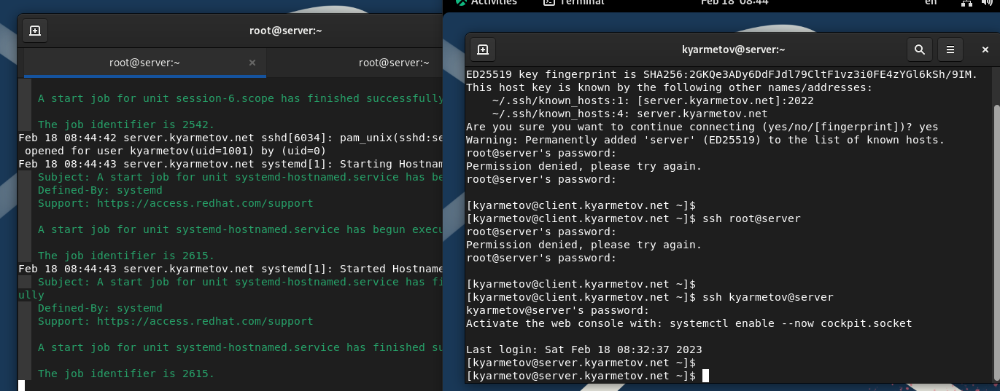 root@server:~
root@server:~ ×
root@server:~
A start job for unit session-6.scope has finished successfully
The job identifier is 2542.
Feb 18 08:44:42 server.kyarmetov.net sshd[6034]: pam_unix(sshd:se
opened for user kyarmetov(uid=1001) by (uid=0)
Feb 18 08:44:43 server.kyarmetov.net systemd[1]: Starting Hostnam
Subject: A start job for unit systemd-hostnamed.service has be
Defined-By: systemd
Support: https://access.redhat.com/support
A start job for unit systemd-hostnamed.service has begun execu
The job identifier is 2615.
Feb 18 08:44:43 server.kyarmetov.net systemd[1]: Started Hostname
Subject: A start job for unit systemd-hostnamed.service has fi
ully
Defined-By: systemd
Support: https://access.redhat.com/support
A start job for unit systemd-hostnamed.service has finished su
The job identifier is 2615.
Activities Terminal Feb 18 08:44 en
kyarmetov@server:~
ED25519 key fingerprint is SHA256:2GKQe3ADy6DdFJdl79CltF1vz3i0FE4zYGl6kSh/9IM.
This host key is known by the following other names/addresses:
~/.ssh/known_hosts:1: [server.kyarmetov.net]:2022
~/.ssh/known_hosts:4: server.kyarmetov.net
Are you sure you want to continue connecting (yes/no/[fingerprint])? yes
Warning: Permanently added 'server' (ED25519) to the list of known hosts.
root@server's password:
Permission denied, please try again.
root@server's password:
[kyarmetov@client.kyarmetov.net ~]$
[kyarmetov@client.kyarmetov.net ~]$ ssh root@server
root@server's password:
Permission denied, please try again.
root@server's password:
[kyarmetov@client.kyarmetov.net ~]$
[kyarmetov@client.kyarmetov.net ~]$ ssh kyarmetov@server
kyarmetov@server's password:
Activate the web console with: systemctl enable --now cockpit.socket
Last login: Sat Feb 18 08:32:37 2023
[kyarmetov@server.kyarmetov.net ~]$
[kyarmetov@server.kyarmetov.net ~]$